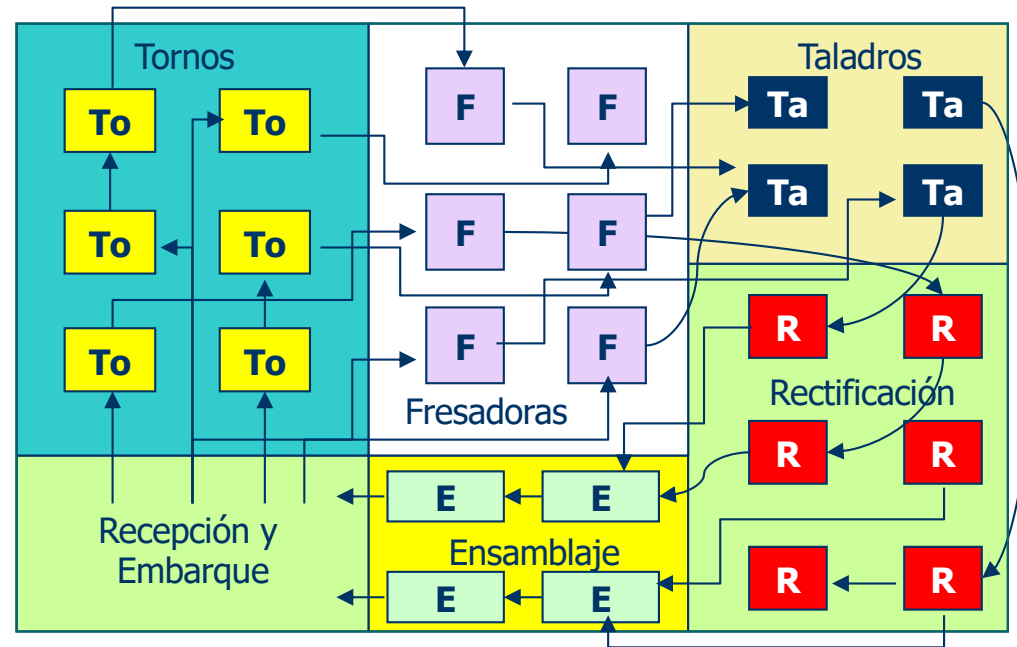 Tornos
Taladros
To
To
F
F
Ta
Ta
Ta
Ta
To
To
F
F
To
To
F
F
R
R
Rectificación
Fresadoras
R
R
E
E
Recepción y
Embarque
Ensamblaje
E
E
R
R